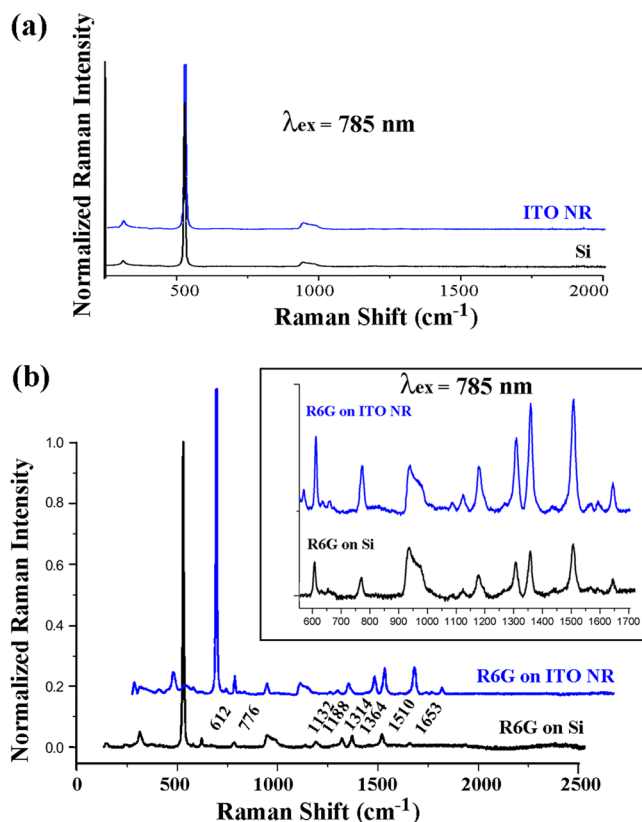 (a)
Normalized Raman Intensity
λex = 785 nm
ITO NR
Si
500 1000 1500 2000
Raman Shift (cm-1)
(b)
Normalized Raman Intensity
1.0
0.8
0.6
0.4
0.2
0.0
λex = 785 nm
R6G on ITO NR
R6G on Si
600 700 800 900 1000 1100 1200 1300 1400 1500 1600 1700
R6G on ITO NR
612 776 1132 1188 1314 1364 1510 1653
R6G on Si
0 500 1000 1500 2000 2500
Raman Shift (cm-1)